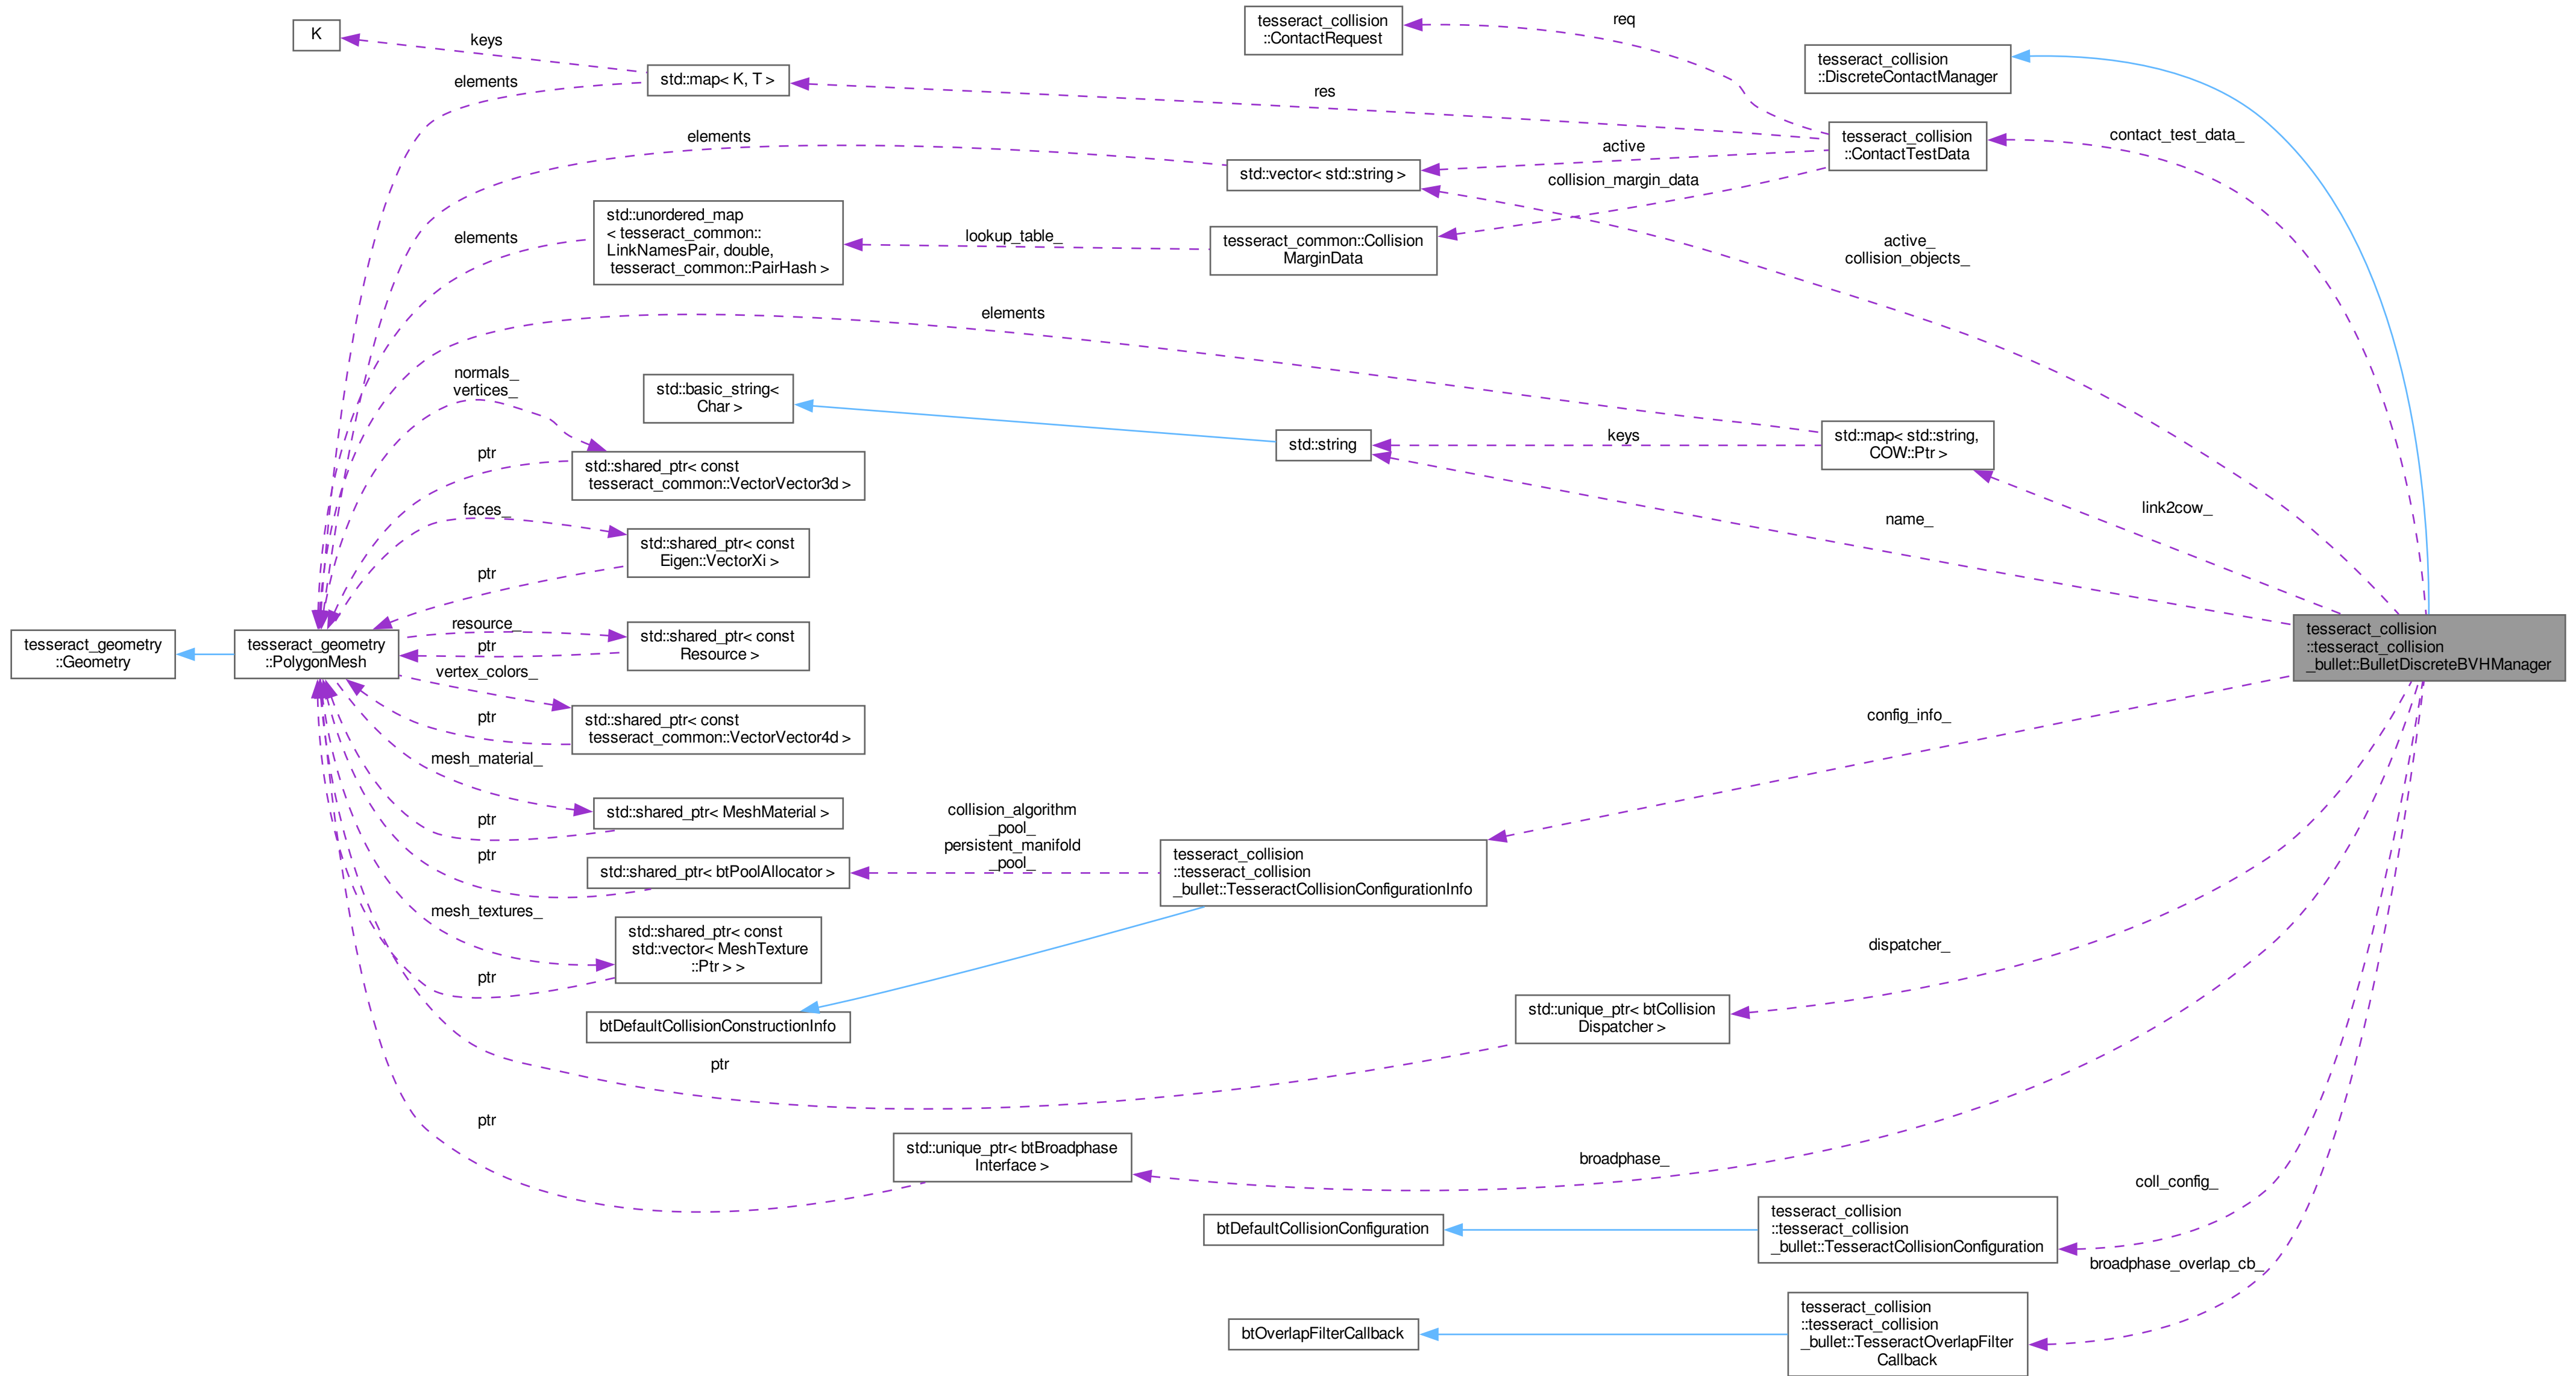 K
keys
std::map< K, T >
elements
tesseract_collision
::ContactRequest
req
tesseract_collision
::DiscreteContactManager
res
tesseract_collision
::ContactTestData
contact_test_data_
elements
active
std::vector< std::string >
collision_margin_data
std::unordered_map
< tesseract_common::
LinkNamesPair, double,
tesseract_common::PairHash >
elements
lookup_table_
tesseract_common::Collision
MarginData
active_
collision_objects_
elements
normals_
vertices_
std::basic_string<
Char >
std::string
keys
std::map< std::string,
COW::Ptr >
ptr
std::shared_ptr< const
tesseract_common::VectorVector3d >
faces_
name_
link2cow_
std::shared_ptr< const
Eigen::VectorXi >
ptr
tesseract_geometry
::Geometry
tesseract_geometry
::PolygonMesh
resource_
ptr
std::shared_ptr< const
Resource >
tesseract_collision
::tesseract_collision
_bullet::BulletDiscreteBVHManager
vertex_colors_
ptr
std::shared_ptr< const
tesseract_common::VectorVector4d >
config_info_
mesh_material_
std::shared_ptr< MeshMaterial >
ptr
ptr
std::shared_ptr< btPoolAllocator >
collision_algorithm
_pool_
persistent_manifold
_pool_
tesseract_collision
::tesseract_collision
_bullet::TesseractCollisionConfigurationInfo
mesh_textures_
std::shared_ptr< const
std::vector< MeshTexture
::Ptr > >
ptr
dispatcher_
btDefaultCollisionConstructionInfo
std::unique_ptr< btCollision
Dispatcher >
ptr
ptr
std::unique_ptr< btBroadphase
Interface >
broadphase_
coll_config_
btDefaultCollisionConfiguration
tesseract_collision
::tesseract_collision
_bullet::TesseractCollisionConfiguration
broadphase_overlap_cb_
btOverlapFilterCallback
tesseract_collision
::tesseract_collision
_bullet::TesseractOverlapFilter
Callback